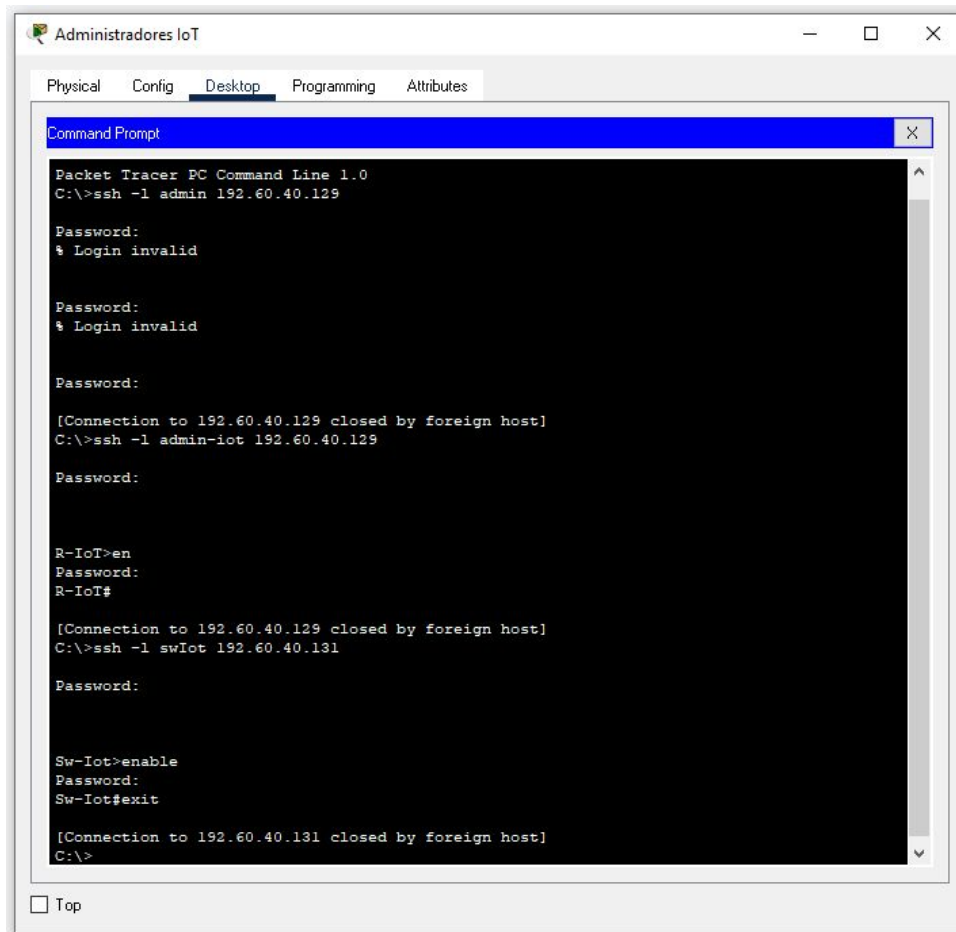 Administradores IoT
Physical Config Desktop Programming Attributes
Command Prompt X
Packet Tracer PC Command Line 1.0
C:\>ssh -l admin 192.60.40.129
Password:
% Login invalid
Password:
% Login invalid
Password:
[Connection to 192.60.40.129 closed by foreign host]
C:\>ssh -l admin-iot 192.60.40.129
Password:
R-IoT>en
Password:
R-IoT#
[Connection to 192.60.40.129 closed by foreign host]
C:\>ssh -l swIot 192.60.40.131
Password:
Sw-Iot>enable
Password:
Sw-Iot#exit
[Connection to 192.60.40.131 closed by foreign host]
C:\>
Top